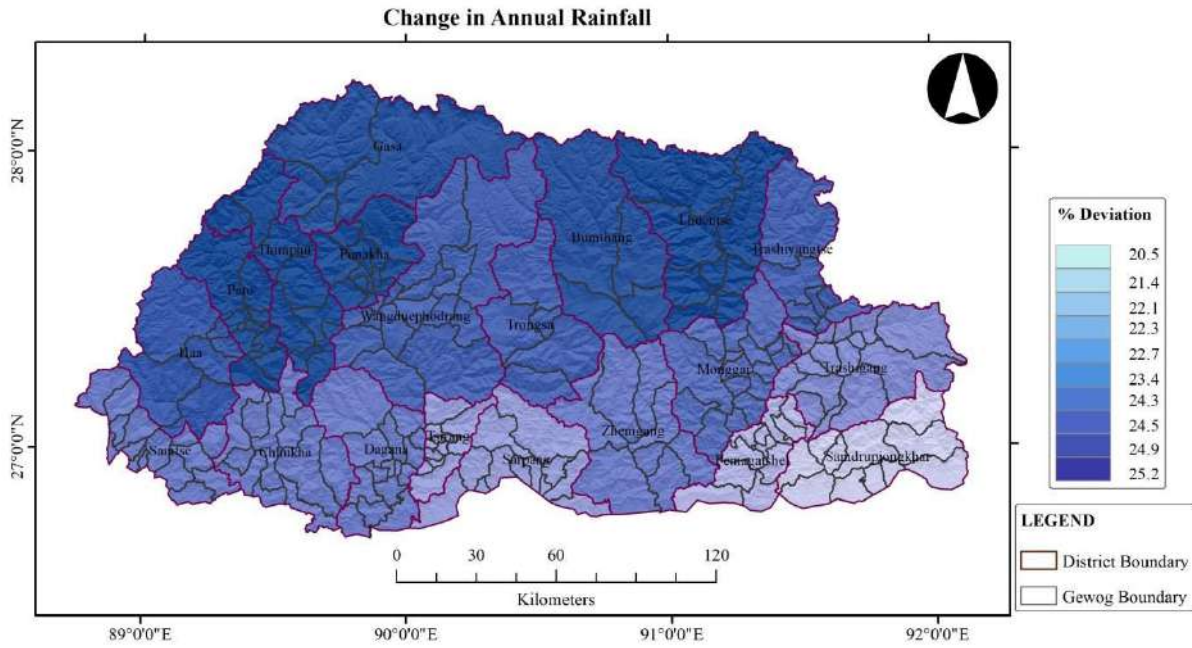 Change in Annual Rainfall
28°0'0"N
27°0'0"N
Gasa
Thimphu
Punakha
Paro
Haa
Wangduephodrang
Bumthang
Lhuentse
Trashiyangtse
Trongsa
Monggar
Trashigang
Samtse
Chhukha
Dagana
Tsirang
Sarpang
Zhemgang
Pemagatshel
Samdrupjongkhar
0 30 60 120
Kilometers
89°0'0"E 90°0'0"E 91°0'0"E 92°0'0"E
% Deviation
20.5
21.4
22.1
22.3
22.7
23.4
24.3
24.5
24.9
25.2
LEGEND
District Boundary
Gewog Boundary